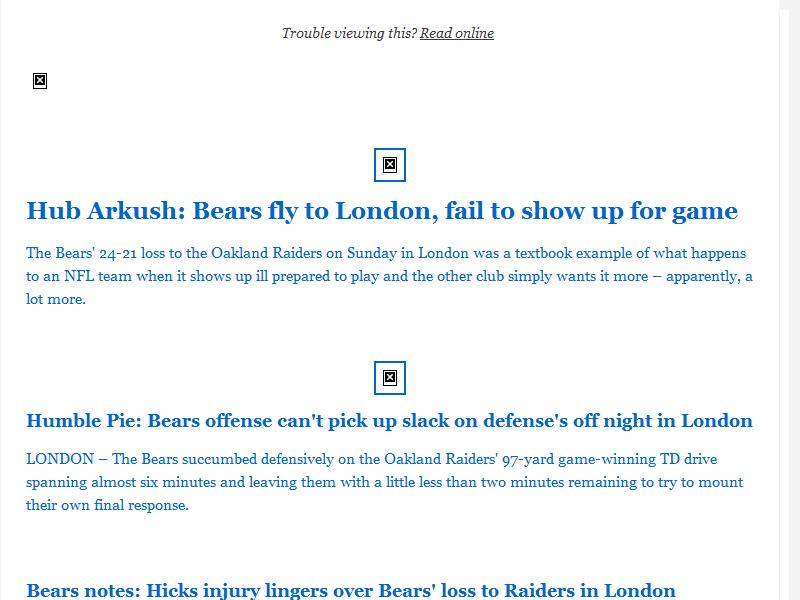 Trouble viewing this? Read online
Hub Arkush: Bears fly to London, fail to show up for game
The Bears' 24-21 loss to the Oakland Raiders on Sunday in London was a textbook example of what happens
to an NFL team when it shows up ill prepared to play and the other club simply wants it more – apparently, a
lot more.
Humble Pie: Bears offense can't pick up slack on defense's off night in London
LONDON – The Bears succumbed defensively on the Oakland Raiders' 97-yard game-winning TD drive
spanning almost six minutes and leaving them with a little less than two minutes remaining to try to mount
their own final response.
Bears notes: Hicks injury lingers over Bears' loss to Raiders in London